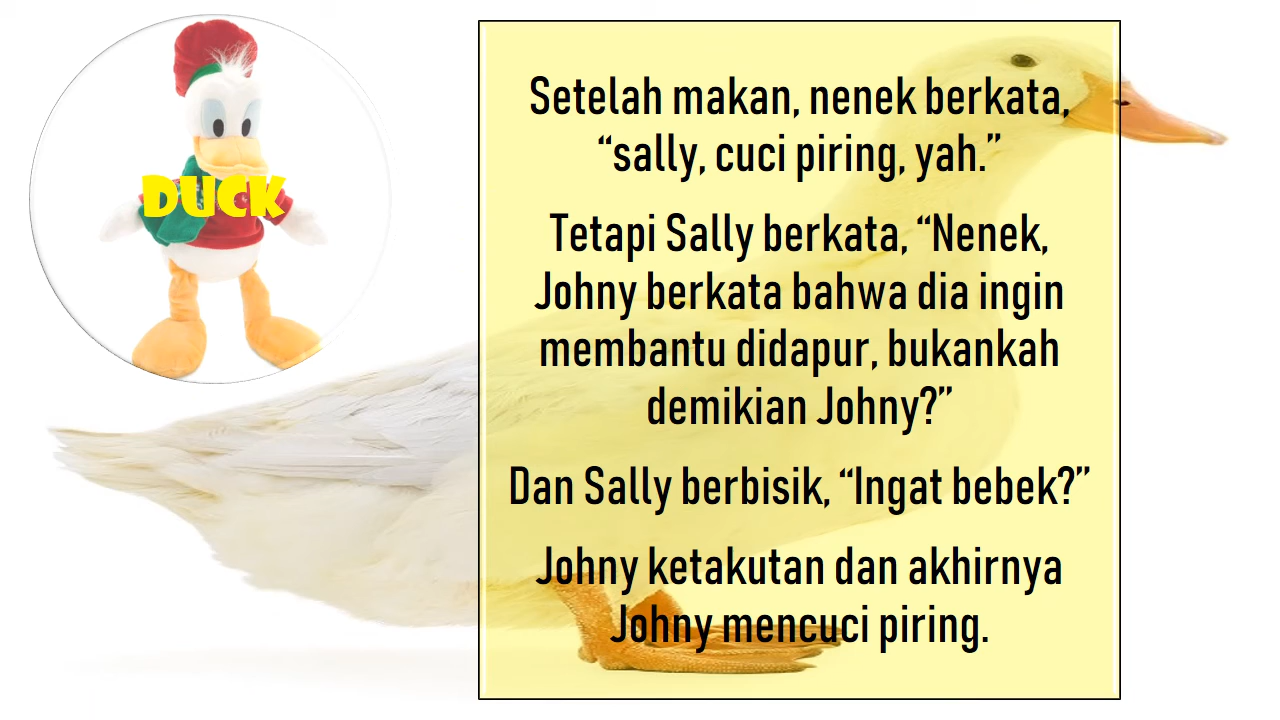 DUCK
Setelah makan, nenek berkata,
“sally, cuci piring, yah.”
Tetapi Sally berkata, “Nenek,
Johny berkata bahwa dia ingin
membantu didapur, bukankah
demikian Johny?”
Dan Sally berbisik, “Ingat bebek?”
Johny ketakutan dan akhirnya
Johny mencuci piring.